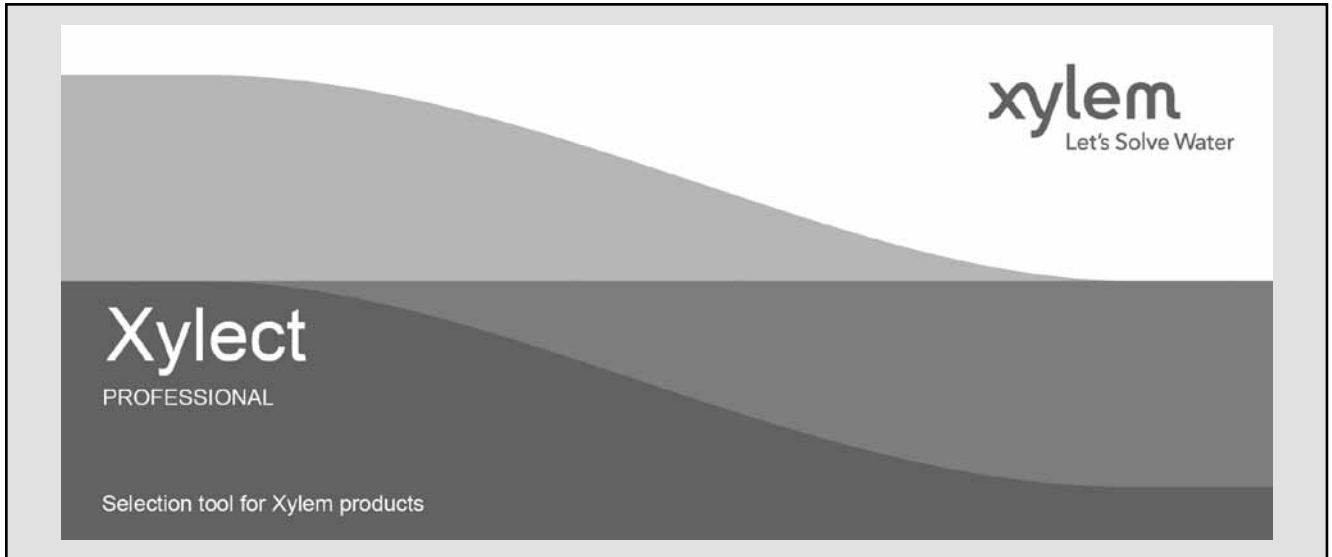 xylem
Let's Solve Water
Xylect
PROFESSIONAL
Selection tool for Xylem products